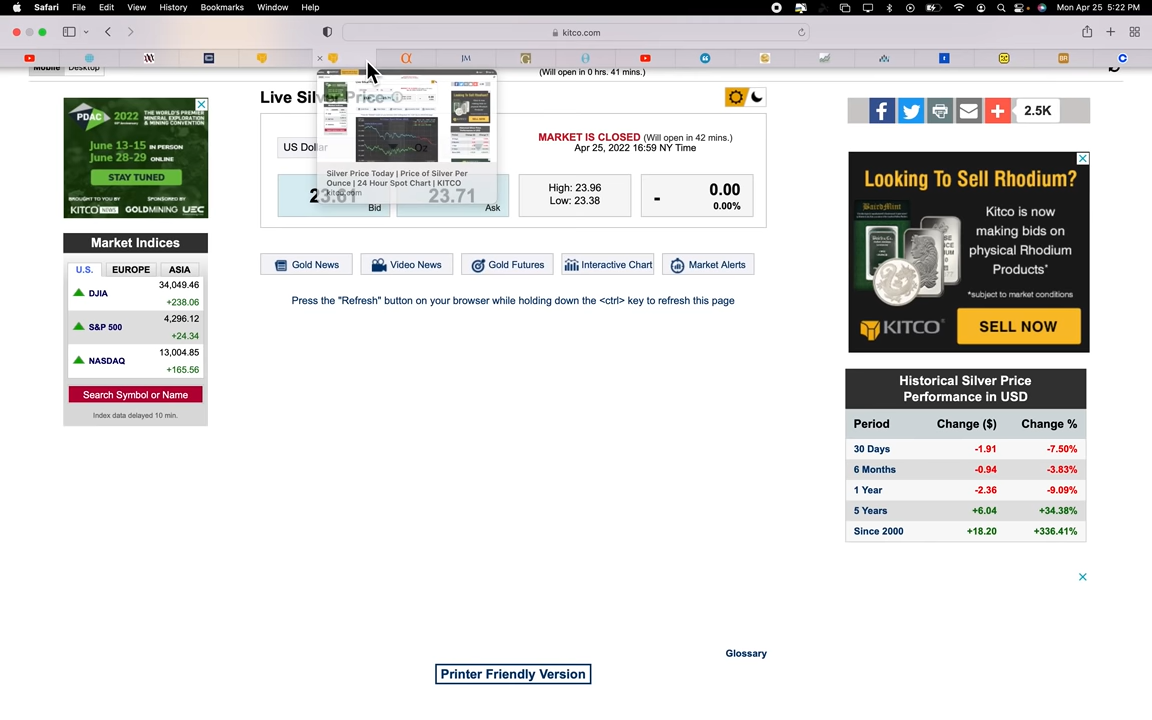 Safari File Edit View History Bookmarks Window Help Mon Apr 25 5:22 PM
kitco.com
Mobile Desktop
(Will open in 0 hrs. 41 mins.)
PDAC 2022
THE WORLD'S PREMIER
MINERAL EXPLORATION
& MINING CONVENTION
June 13-15 IN PERSON
June 28-29 ONLINE
STAY TUNED
BROUGHT TO YOU BY SPONSORED BY
KITCO NEWS GOLDMINING UEC
Market Indices
U.S. EUROPE ASIA
DJIA 34,049.46
+238.06
S&P 500 4,296.12
+24.34
NASDAQ 13,004.85
+165.56
Search Symbol or Name
Index data delayed 10 min.
Live Silver Price
US Dollar Oz
MARKET IS CLOSED (Will open in 42 mins.)
Apr 25, 2022 16:59 NY Time
23.61 Bid
23.71 Ask
High: 23.96
Low: 23.38
- 0.00
0.00%
Silver Price Today | Price of Silver Per
Ounce | 24 Hour Spot Chart | KITCO
kitco.com
Gold News Video News Gold Futures Interactive Chart Market Alerts
Press the "Refresh" button on your browser while holding down the <ctrl> key to refresh this page
2.5K
Looking To Sell Rhodium?
Baird Mint
Kitco is now
making bids on
physical Rhodium
Products*
*subject to market conditions
KITCO SELL NOW
Historical Silver Price
Performance in USD
Period Change ($) Change %
30 Days -1.91 -7.50%
6 Months -0.94 -3.83%
1 Year -2.36 -9.09%
5 Years +6.04 +34.38%
Since 2000 +18.20 +336.41%
Glossary
Printer Friendly Version